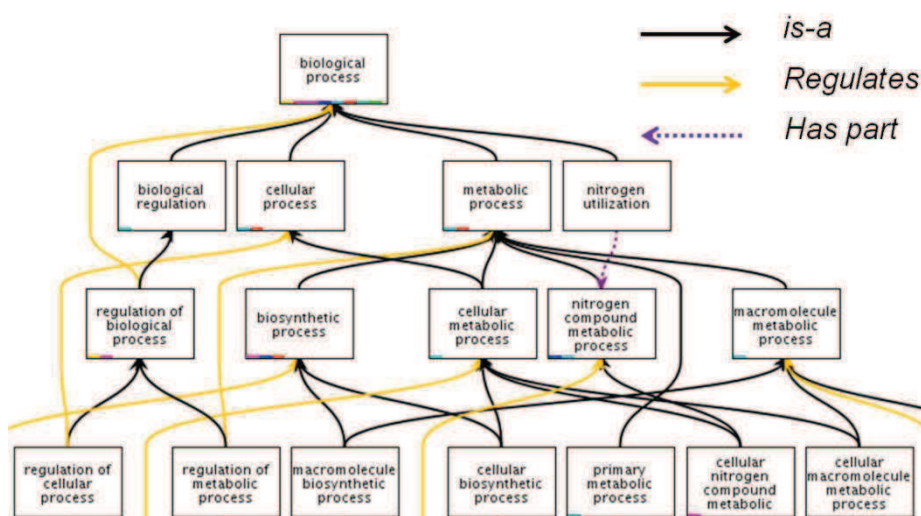 is-a
Regulates
Has part
biological
process
biological
regulation
cellular
process
metabolic
process
nitrogen
utilization
regulation of
biological
process
biosynthetic
process
cellular
metabolic
process
nitrogen
compound
metabolic
process
macromolecule
metabolic
process
regulation of
cellular
process
regulation of
metabolic
process
macromolecule
biosynthetic
process
cellular
biosynthetic
process
primary
metabolic
process
cellular
nitrogen
compound
metabolic
cellular
macromolecule
metabolic
process